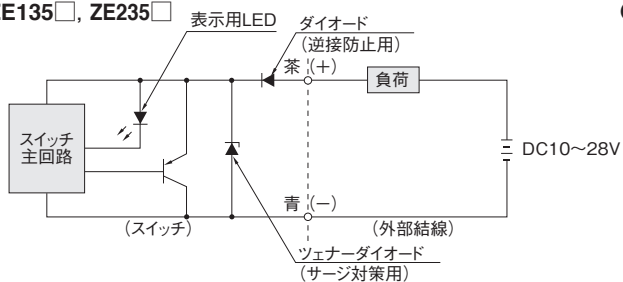 ZE135□, ZE235□
表示用LED
ダイオード
(逆接防止用)
茶 (+)
負荷
スイッチ
主回路
DC10〜28V
青 (−)
(スイッチ)
(外部結線)
ツェナーダイオード
(サージ対策用)